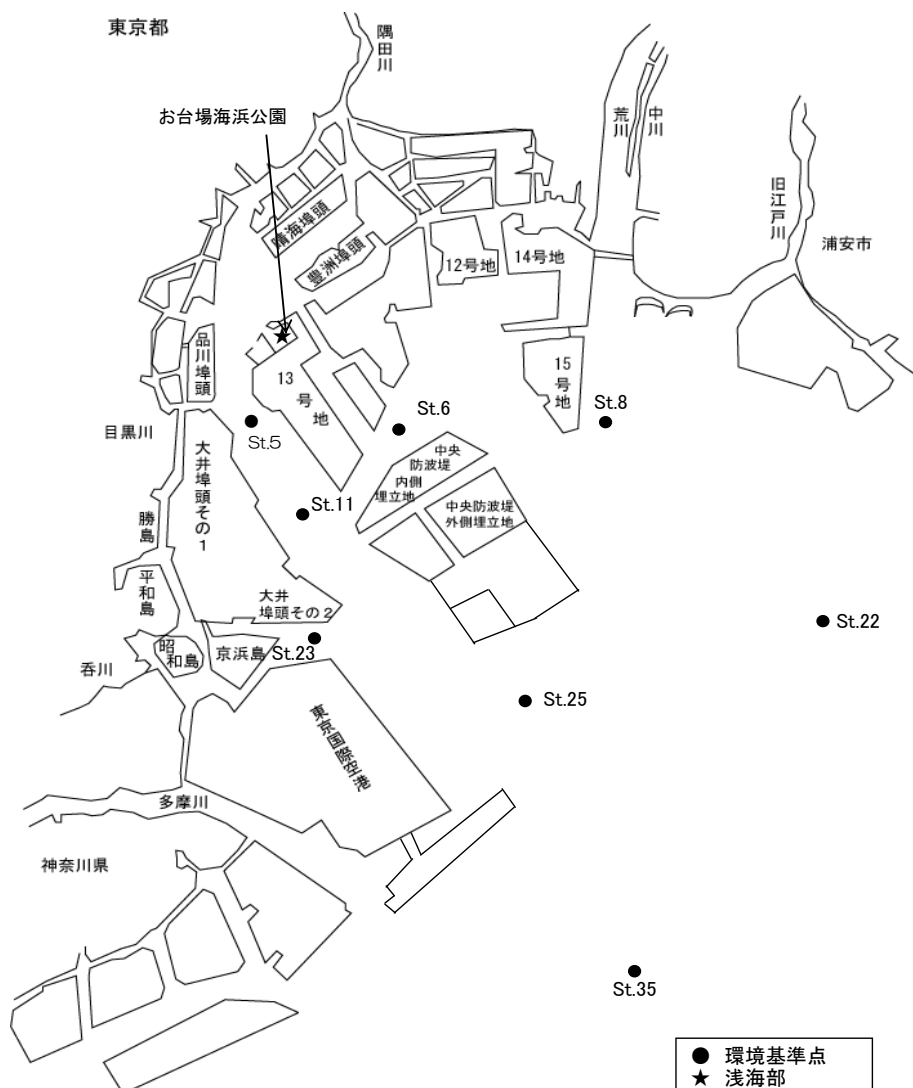 東京都
隅田川
お台場海浜公園
荒川
中川
旧江戸川
浦安市
晴海埠頭
豊洲埠頭
12号地
14号地
品川埠頭
13号地
15号地
St.5
St.6
St.8
目黒川
大井埠頭その1
中央
防波堤
内側
埋立地
中央防波堤
外側埋立地
St.11
勝島
平和島
大井
埠頭その2
昭和島
京浜島
St.23
St.22
呑川
St.25
東京国際空港
多摩川
神奈川県
St.35
● 環境基準点
★ 浅海部